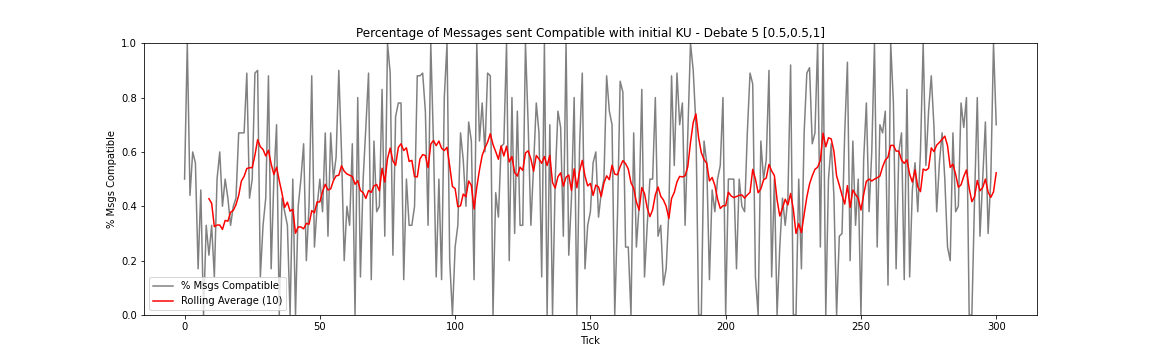 Percentage of Messages sent Compatible with initial KU - Debate 5 [0.5,0.5,1]
% Msgs Compatible
1.0
0.8
0.6
0.4
0.2
0.0
% Msgs Compatible
Rolling Average (10)
0 50 100 150 200 250 300
Tick